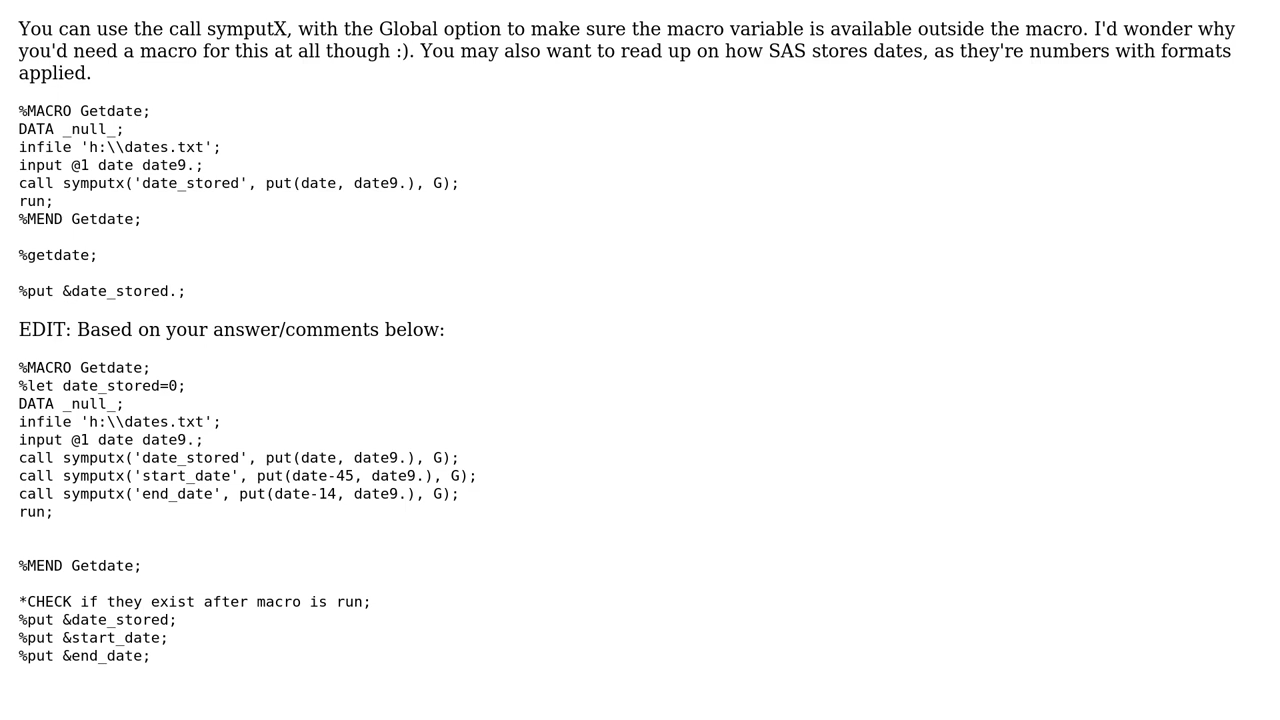 You can use the call symputX, with the Global option to make sure the macro variable is available outside the macro. I'd wonder why
you'd need a macro for this at all though :). You may also want to read up on how SAS stores dates, as they're numbers with formats
applied.
%MACRO Getdate;
DATA _null_;
infile 'h:\\dates.txt';
input @1 date date9.;
call symputx('date_stored', put(date, date9.), G);
run;
%MEND Getdate;
%getdate;
%put &date_stored.;
EDIT: Based on your answer/comments below:
%MACRO Getdate;
%let date_stored=0;
DATA _null_;
infile 'h:\\dates.txt';
input @1 date date9.;
call symputx('date_stored', put(date, date9.), G);
call symputx('start_date', put(date-45, date9.), G);
call symputx('end_date', put(date-14, date9.), G);
run;
%MEND Getdate;
*CHECK if they exist after macro is run;
%put &date_stored;
%put &start_date;
%put &end_date;